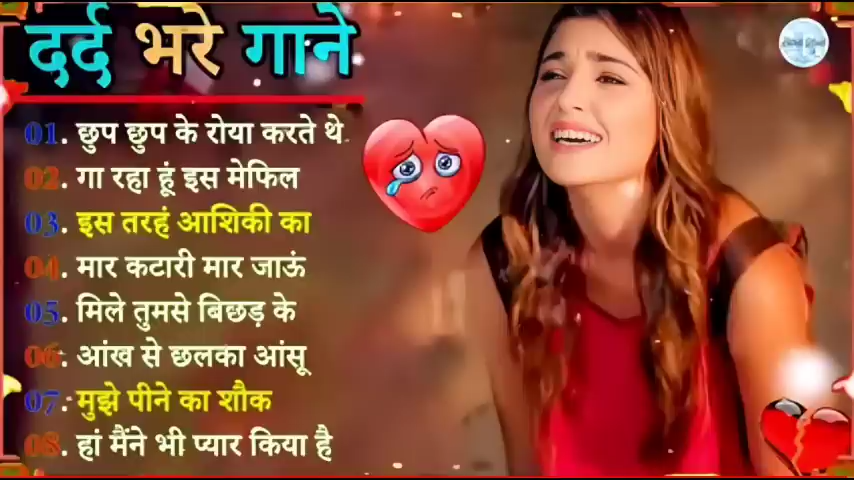 दर्द भरे गाने
01. छुप छुप के रोया करते थे
02. गा रहा हूं इस मेफिल
03. इस तरहं आशिकी का
04. मार कटारी मार जाऊं
05. मिले तुमसे बिछड़ के
06. आंख से छलका आंसू
07. मुझे पीने का शौक
08. हां मैंने भी प्यार किया है